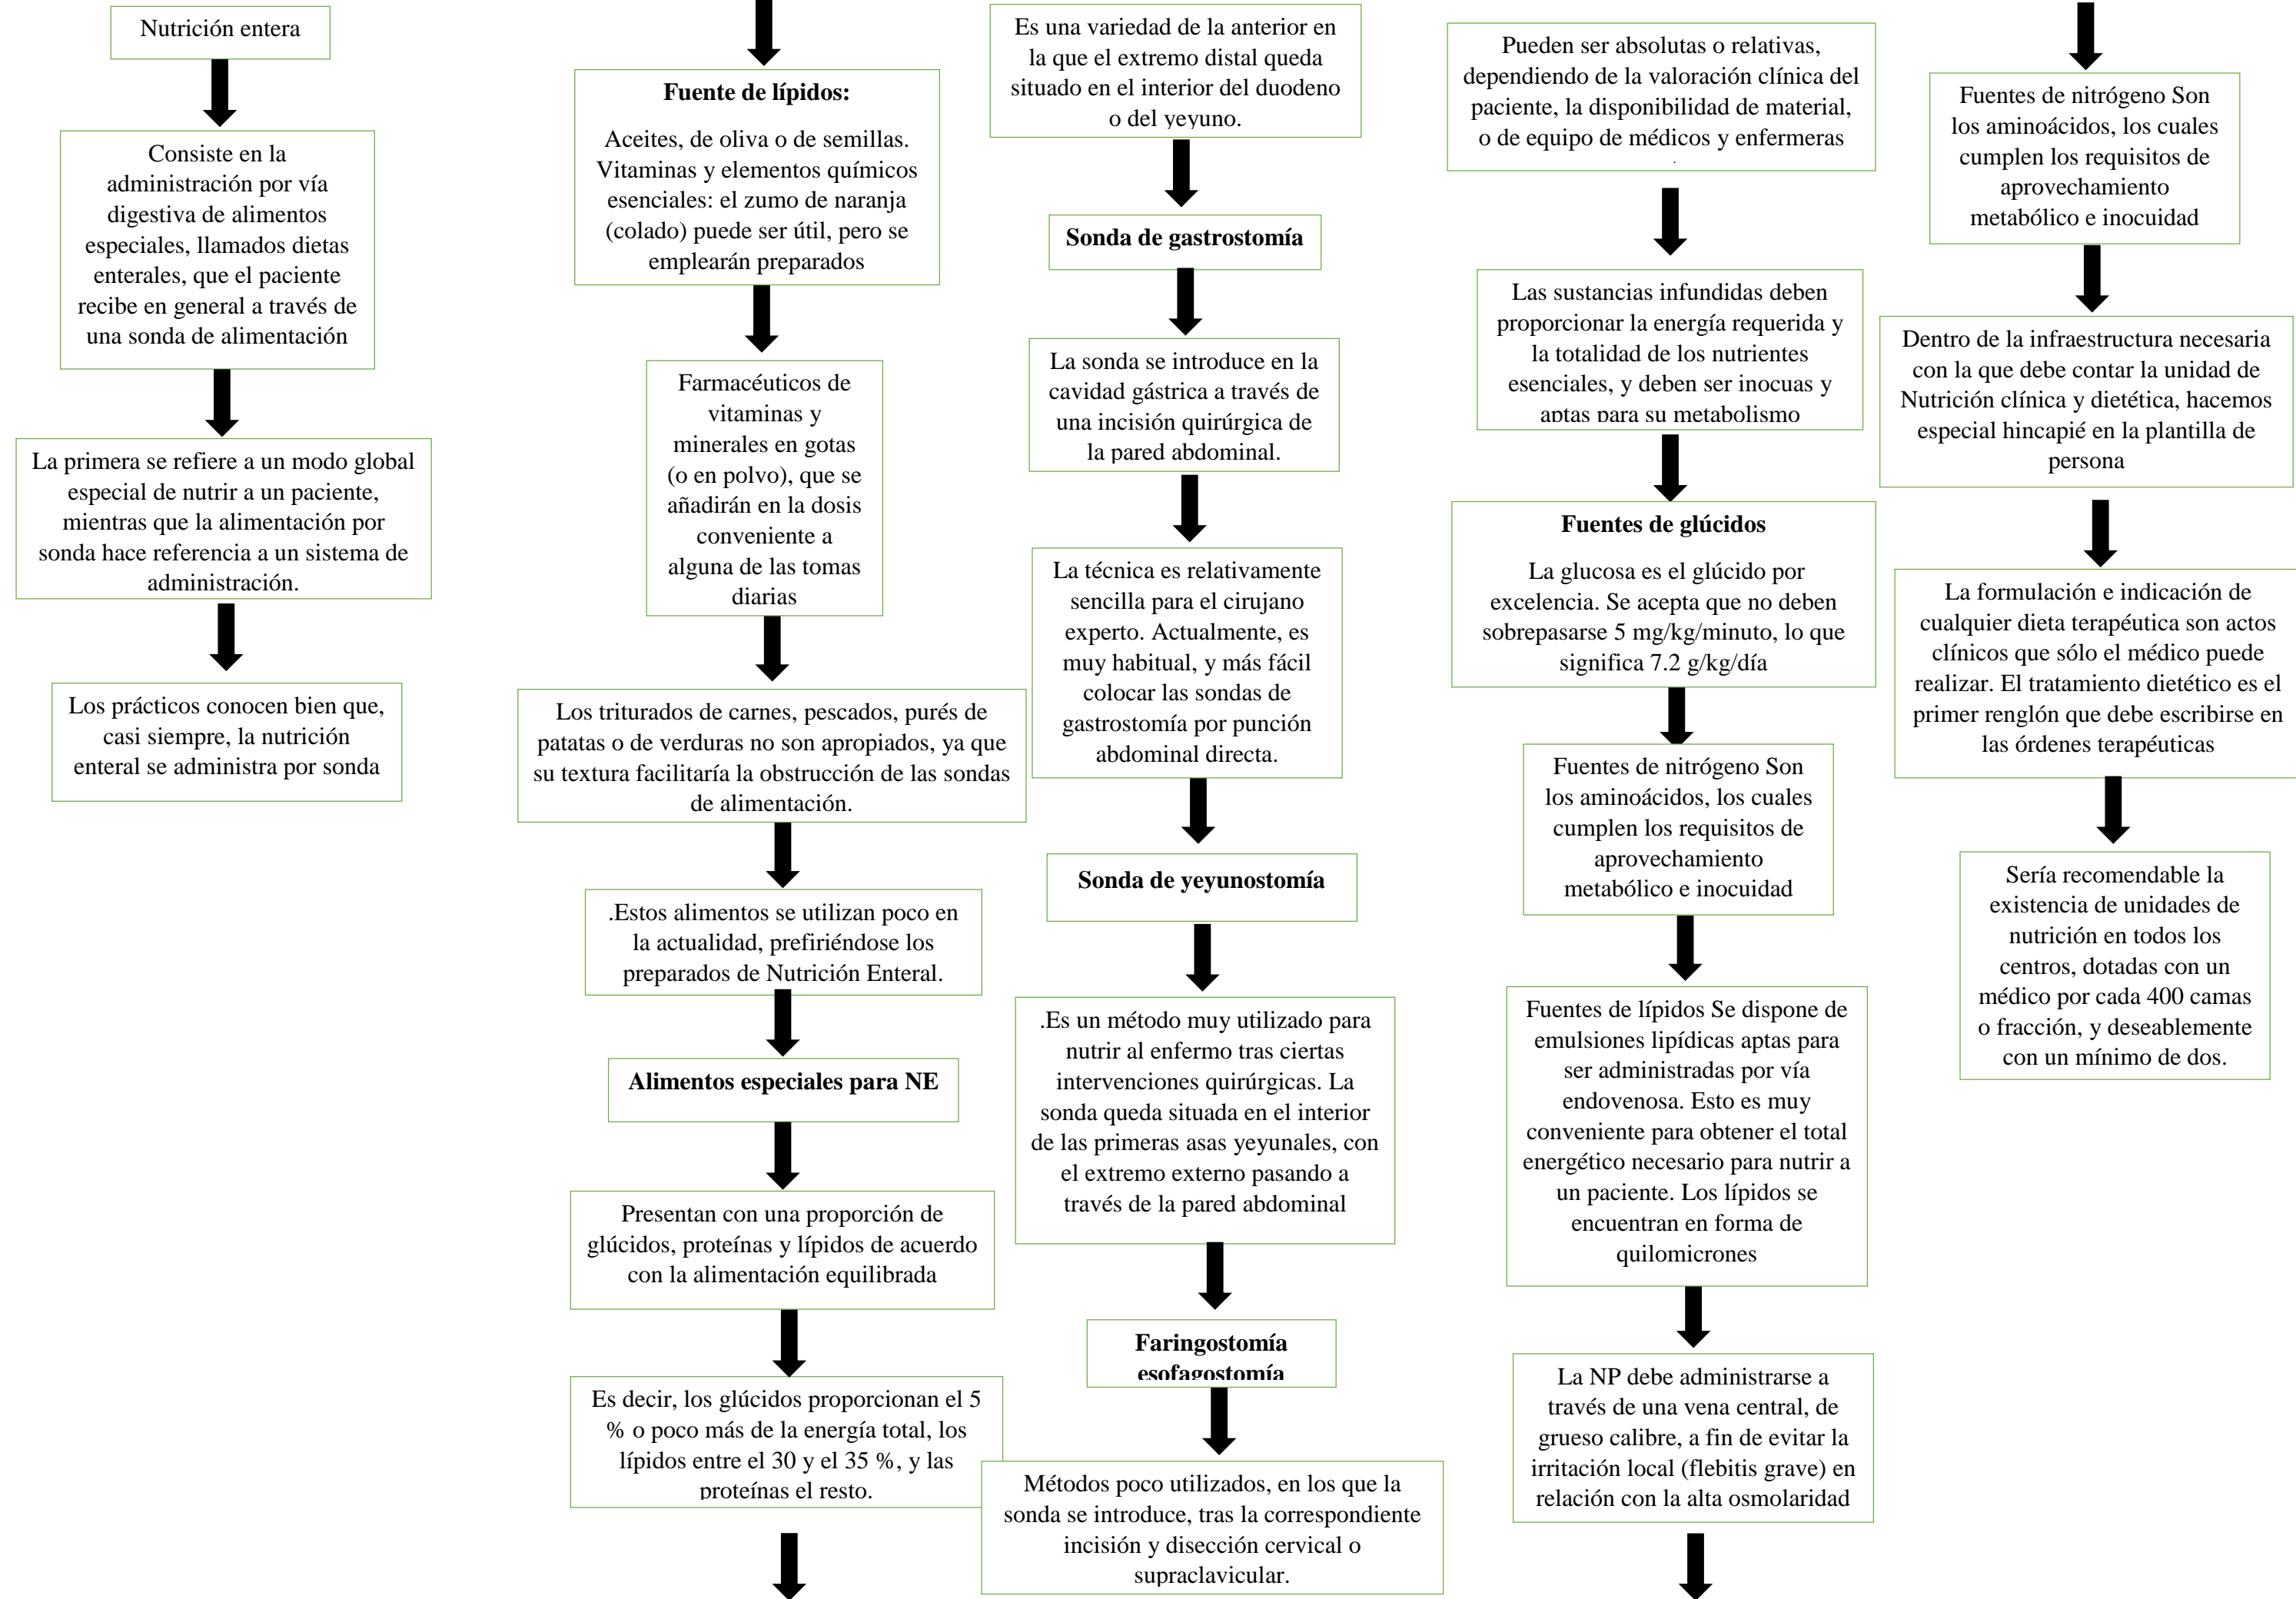 Nutrición entera
Consiste en la
administración por vía
digestiva de alimentos
especiales, llamados dietas
enterales, que el paciente
recibe en general a través de
una sonda de alimentación
La primera se refiere a un modo global
especial de nutrir a un paciente,
mientras que la alimentación por
sonda hace referencia a un sistema de
administración.
Los prácticos conocen bien que,
casi siempre, la nutrición
enteral se administra por sonda
Fuente de lípidos:
Aceites, de oliva o de semillas.
Vitaminas y elementos químicos
esenciales: el zumo de naranja
(colado) puede ser útil, pero se
emplearán preparados
Farmacéuticos de
vitaminas y
minerales en gotas
(o en polvo), que se
añadirán en la dosis
conveniente a
alguna de las tomas
diarias
Los triturados de carnes, pescados, purés de
patatas o de verduras no son apropiados, ya que
su textura facilitaría la obstrucción de las sondas
de alimentación.
.Estos alimentos se utilizan poco en
la actualidad, prefiriéndose los
preparados de Nutrición Enteral.
Alimentos especiales para NE
Presentan con una proporción de
glúcidos, proteínas y lípidos de acuerdo
con la alimentación equilibrada
Es decir, los glúcidos proporcionan el 5
% o poco más de la energía total, los
lípidos entre el 30 y el 35 %, y las
proteínas el resto.
Es una variedad de la anterior en
la que el extremo distal queda
situado en el interior del duodeno
o del yeyuno.
Sonda de gastrostomía
La sonda se introduce en la
cavidad gástrica a través de
una incisión quirúrgica de
la pared abdominal.
La técnica es relativamente
sencilla para el cirujano
experto. Actualmente, es
muy habitual, y más fácil
colocar las sondas de
gastrostomía por punción
abdominal directa.
Sonda de yeyunostomía
.Es un método muy utilizado para
nutrir al enfermo tras ciertas
intervenciones quirúrgicas. La
sonda queda situada en el interior
de las primeras asas yeyunales, con
el extremo externo pasando a
través de la pared abdominal
Faringostomía
esofagostomía
Métodos poco utilizados, en los que la
sonda se introduce, tras la correspondiente
incisión y disección cervical o
supraclavicular.
Pueden ser absolutas o relativas,
dependiendo de la valoración clínica del
paciente, la disponibilidad de material,
o de equipo de médicos y enfermeras
Las sustancias infundidas deben
proporcionar la energía requerida y
la totalidad de los nutrientes
esenciales, y deben ser inocuas y
aptas para su metabolismo
Fuentes de glúcidos
La glucosa es el glúcido por
excelencia. Se acepta que no deben
sobrepasarse 5 mg/kg/minuto, lo que
significa 7.2 g/kg/día
Fuentes de nitrógeno Son
los aminoácidos, los cuales
cumplen los requisitos de
aprovechamiento
metabólico e inocuidad
Fuentes de lípidos Se dispone de
emulsiones lipídicas aptas para
ser administradas por vía
endovenosa. Esto es muy
conveniente para obtener el total
energético necesario para nutrir a
un paciente. Los lípidos se
encuentran en forma de
quilomicrones
La NP debe administrarse a
través de una vena central, de
grueso calibre, a fin de evitar la
irritación local (flebitis grave) en
relación con la alta osmolaridad
Fuentes de nitrógeno Son
los aminoácidos, los cuales
cumplen los requisitos de
aprovechamiento
metabólico e inocuidad
Dentro de la infraestructura necesaria
con la que debe contar la unidad de
Nutrición clínica y dietética, hacemos
especial hincapié en la plantilla de
persona
La formulación e indicación de
cualquier dieta terapéutica son actos
clínicos que sólo el médico puede
realizar. El tratamiento dietético es el
primer renglón que debe escribirse en
las órdenes terapéuticas
Sería recomendable la
existencia de unidades de
nutrición en todos los
centros, dotadas con un
médico por cada 400 camas
o fracción, y deseablemente
con un mínimo de dos.